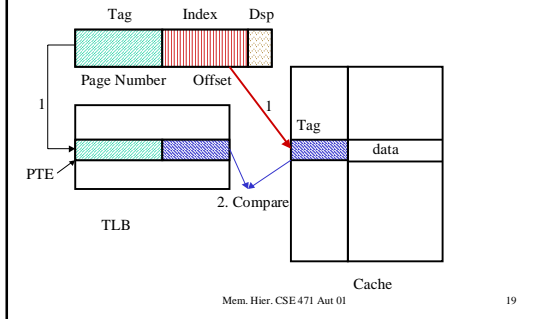 Tag Index Dsp
Page Number Offset
1
1
Tag
data
PTE
2. Compare
TLB
Cache
Mem. Hier. CSE 471 Aut 01 19